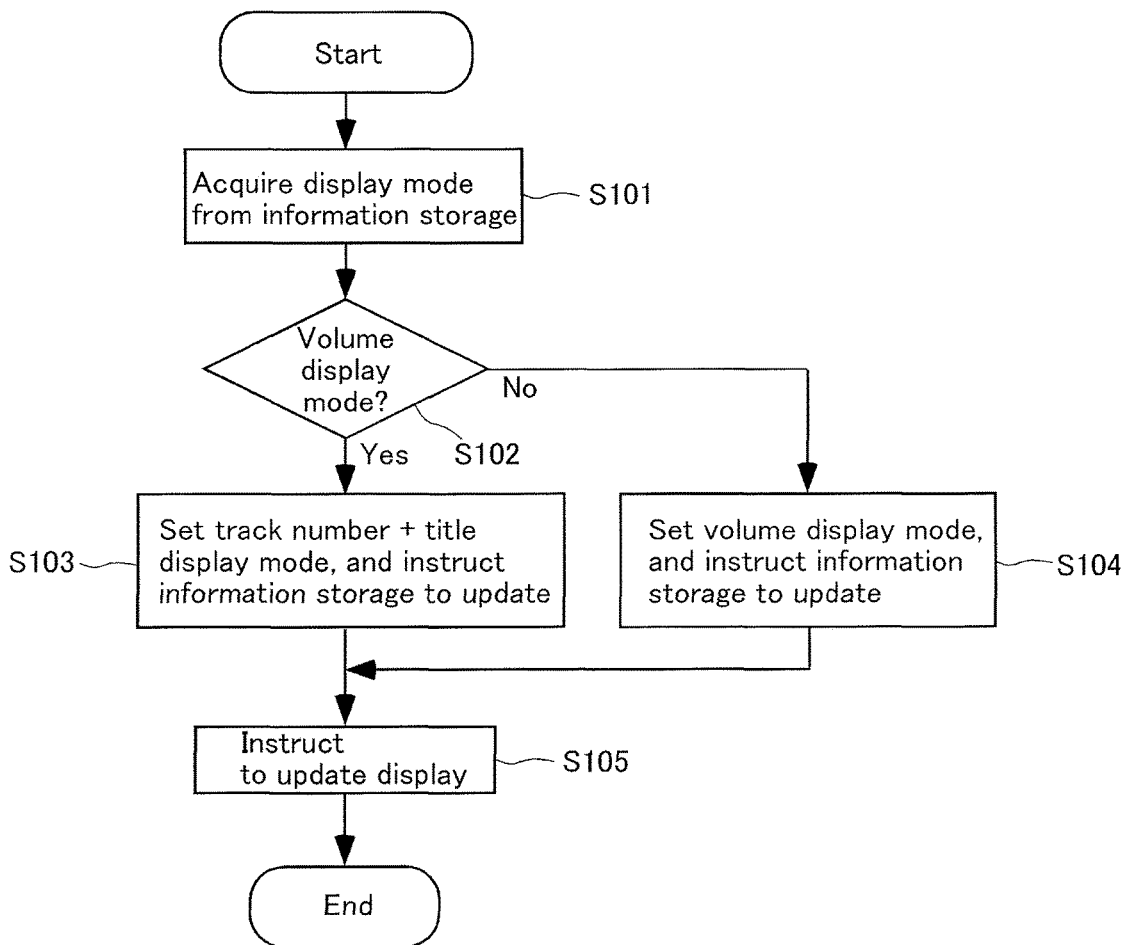 Start
Acquire display mode
from information storage
S101
Volume
display
mode?
No
Yes
S102
Set track number + title
display mode, and instruct
information storage to update
S103
Set volume display mode,
and instruct information
storage to update
S104
Instruct
to update display
S105
End